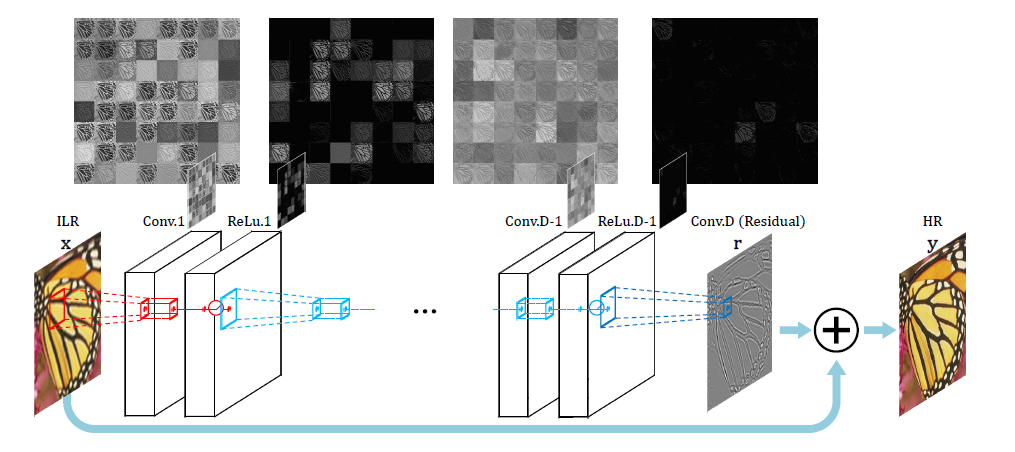 ILR
x
Conv.1
ReLu.1
...
Conv.D-1
ReLu.D-1
Conv.D (Residual)
r
HR
y